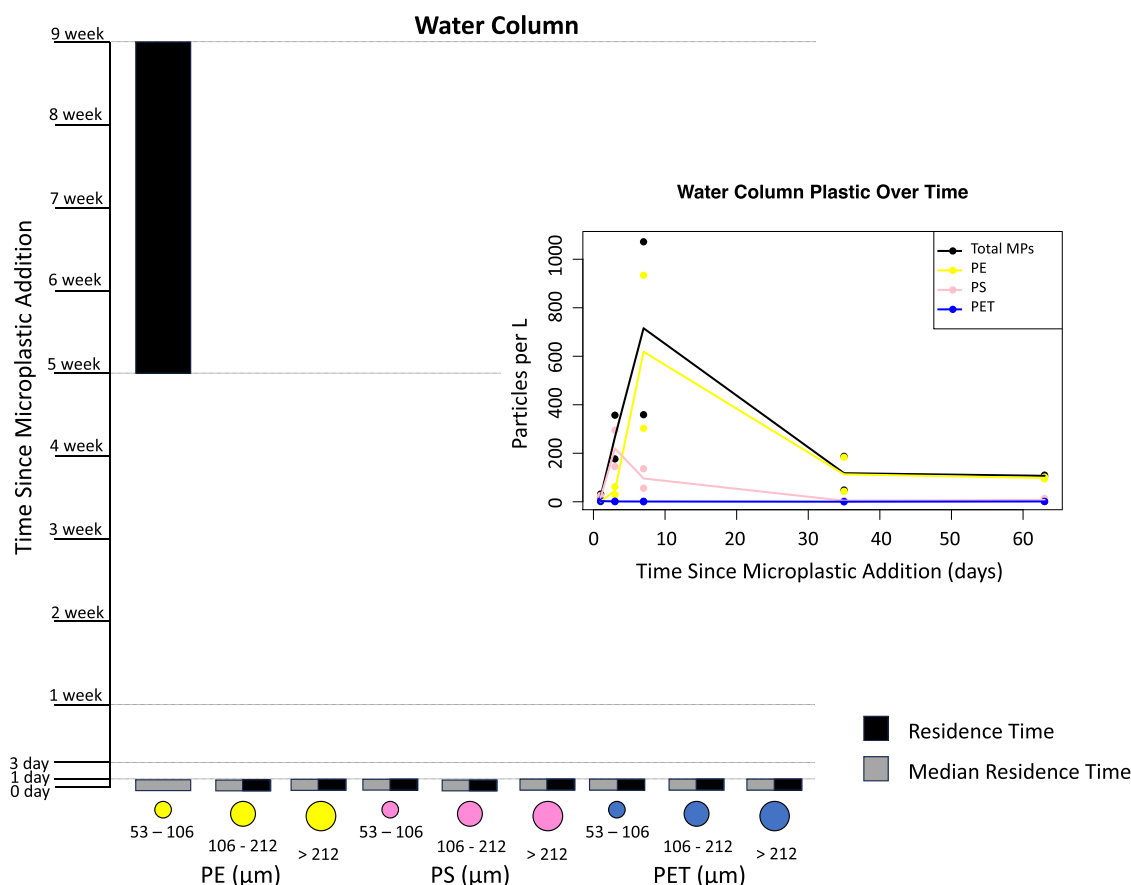 Water Column
9 week
8 week
7 week
6 week
5 week
4 week
3 week
2 week
1 week
3 day
1 day
0 day
Time Since Microplastic Addition
Water Column Plastic Over Time
1000
800
600
400
200
0
Particles per L
Total MPs
PE
PS
PET
0 10 20 30 40 50 60
Time Since Microplastic Addition (days)
Residence Time
Median Residence Time
53 – 106
106 - 212
> 212
53 – 106
106 - 212
> 212
53 – 106
106 - 212
> 212
PE (μm)
PS (μm)
PET (μm)